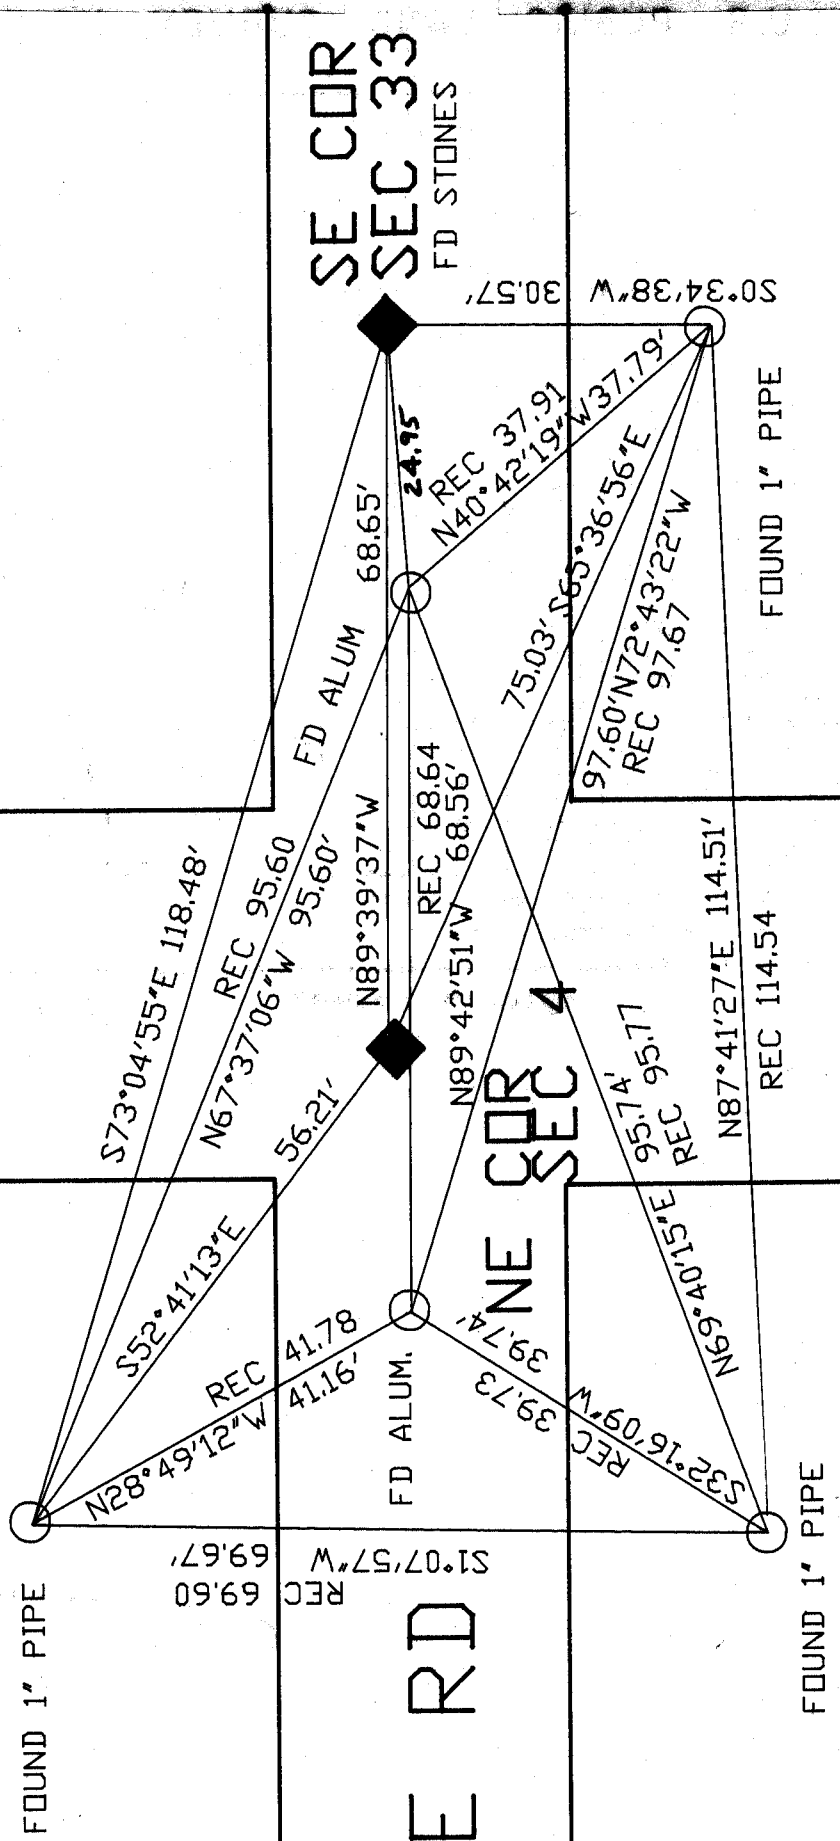 SE COR
SEC 33
FD STONES
S0°34'38"W 30.57'
68.65'
24.95
REC 37.91
N40°42'19"W 37.79'
FOUND 1" PIPE
75.03' S65°36'56"E
97.60' N72°43'22"W
REC 97.67
FD ALUM
S73°04'55"E 118.48'
REC 95.60
N67°37'06"W 95.60'
N89°39'37"W
REC 68.64
68.56'
N89°42'51"W
56.21'
S52°41'13"E
NE COR
SEC 4
N87°41'27"E 114.51'
REC 114.54
N69°40'15"E 95.74'
REC 95.77
REC 41.78
N28°49'12"W 41.16'
FD ALUM.
39.74'
REC 39.73
S32°16'09"W
S1°07'57"W 69.67'
REC 69.60
FOUND 1" PIPE
FOUND 1" PIPE
E RD